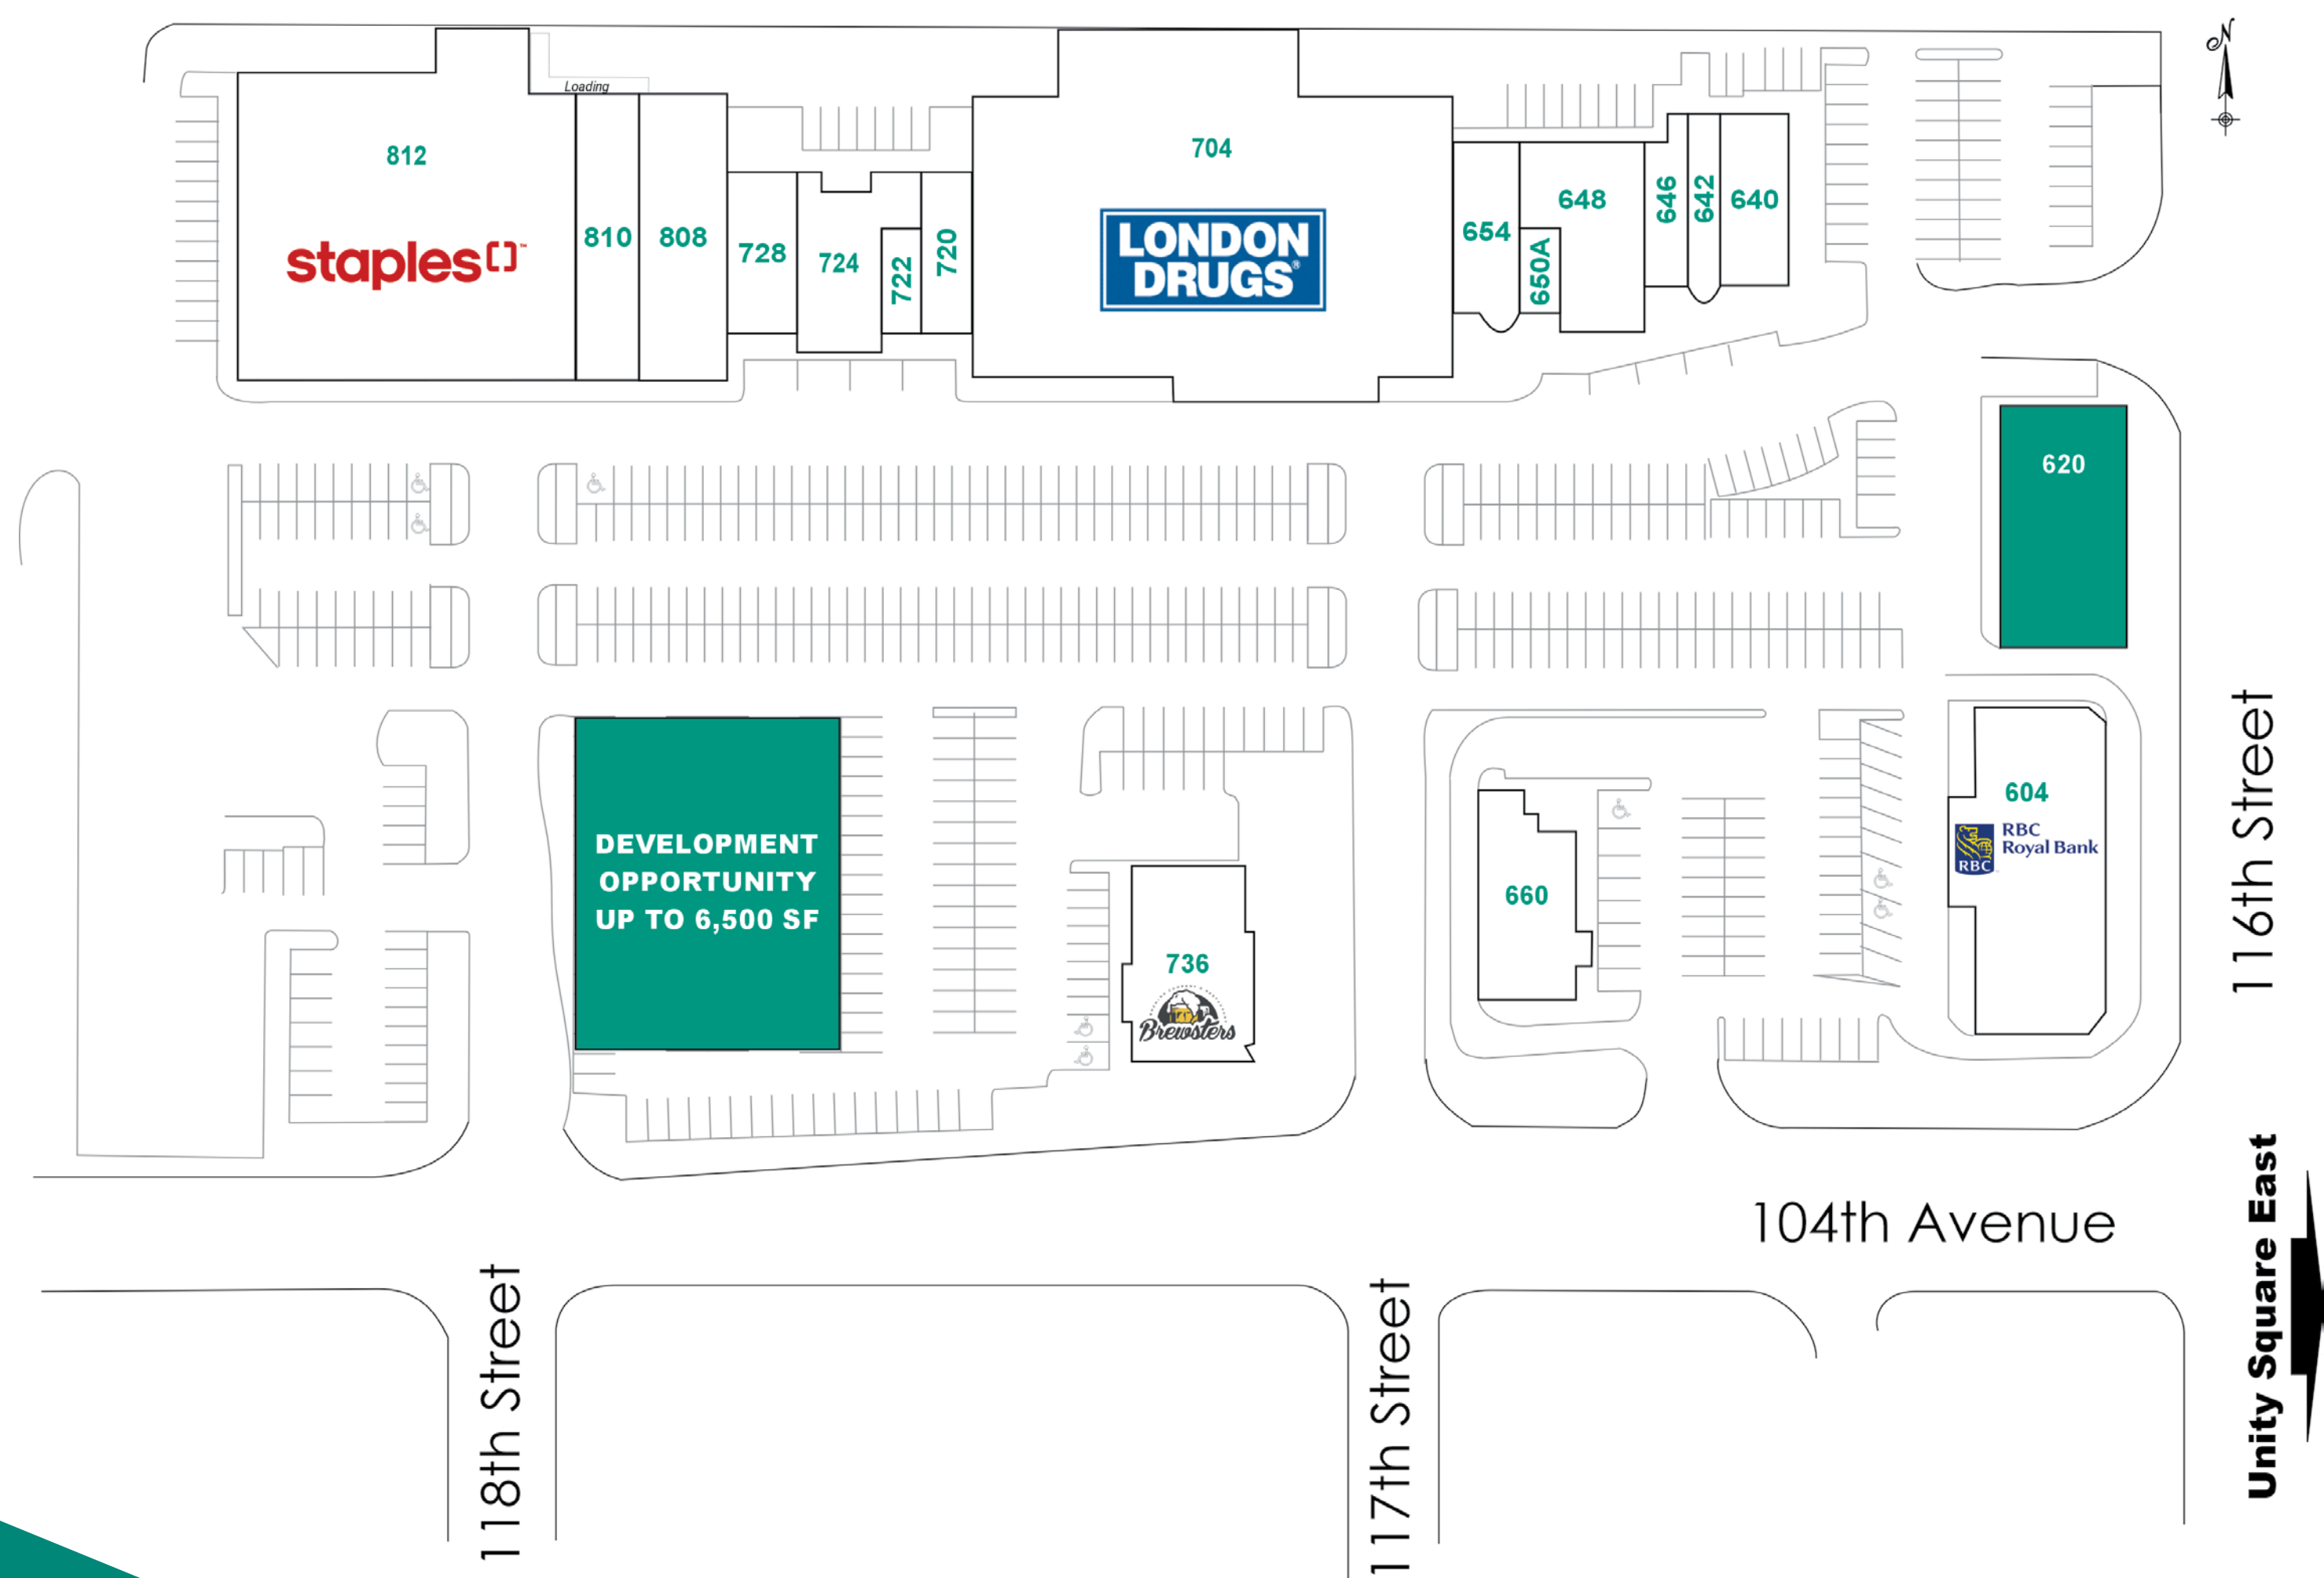 N
Loading
812
staples
™
810
808
728
724
722
720
704
LONDON
DRUGS®
654
648
650A
646
642
640
620
DEVELOPMENT
OPPORTUNITY
UP TO 6,500 SF
736
Brewsters
660
604
RBC
Royal Bank
RBC
116th Street
104th Avenue
118th Street
117th Street
Unity Square East